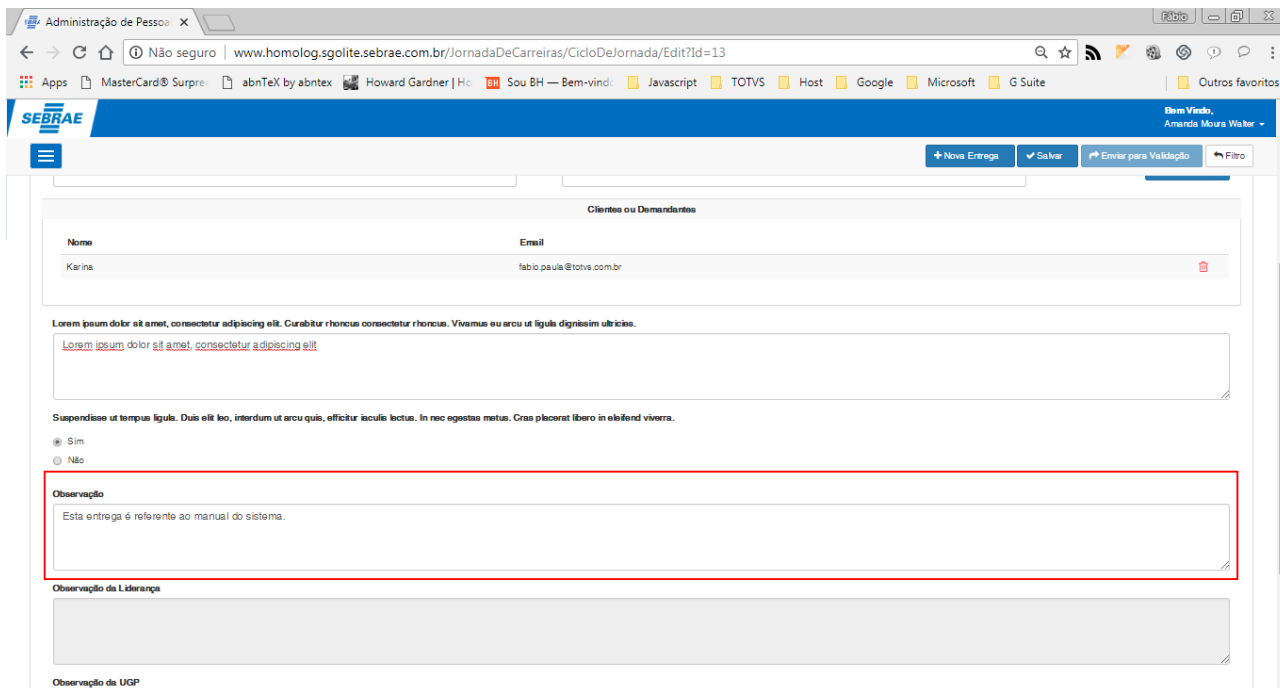 Administração de Pessoal
Fábio
Não seguro | www.homolog.sgolite.sebrae.com.br/JornadaDeCarreiras/CicloDeJornada/Edit?Id=13
Apps MasterCard® Surpre abnTeX by abntex Howard Gardner | Ho BH Sou BH — Bem-vindo Javascript TOTVS Host Google Microsoft G Suite Outros favoritos
SEBRAE
Bem Vindo,
Amanda Moura Walter
Nova Entrega Salvar Enviar para Validação Filtro
Clientes ou Demandantes
Nome Email
Karina fabio.paula@totvs.com.br
Lorem ipsum dolor sit amet, consectetur adipiscing elit. Curabitur rhoncus consectetur rhoncus. Vivamus eu arcu ut ligula dignissim ultricies.
Lorem ipsum dolor sit amet, consectetur adipiscing elit
Suspendisse ut tempus ligula. Duis elit leo, interdum ut arcu quis, efficitur iaculis lectus. In nec egestas metus. Cras placerat libero in eleifend viverra.
Sim
Não
Observação
Esta entrega é referente ao manual do sistema.
Observação da Liderança
Observação da UGP